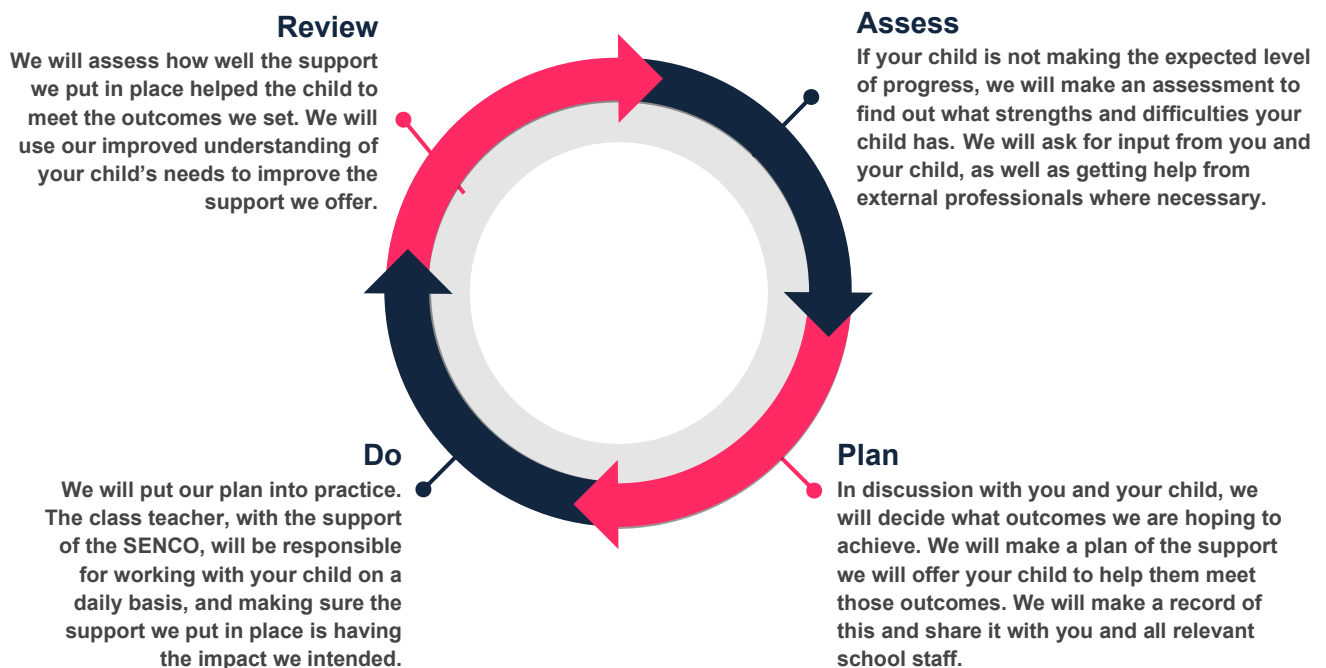 Review
We will assess how well the support
we put in place helped the child to
meet the outcomes we set. We will
use our improved understanding of
your child’s needs to improve the
support we offer.
Assess
If your child is not making the expected level
of progress, we will make an assessment to
find out what strengths and difficulties your
child has. We will ask for input from you and
your child, as well as getting help from
external professionals where necessary.
Do
We will put our plan into practice.
The class teacher, with the support
of the SENCO, will be responsible
for working with your child on a
daily basis, and making sure the
support we put in place is having
the impact we intended.
Plan
In discussion with you and your child, we
will decide what outcomes we are hoping to
achieve. We will make a plan of the support
we will offer your child to help them meet
those outcomes. We will make a record of
this and share it with you and all relevant
school staff.